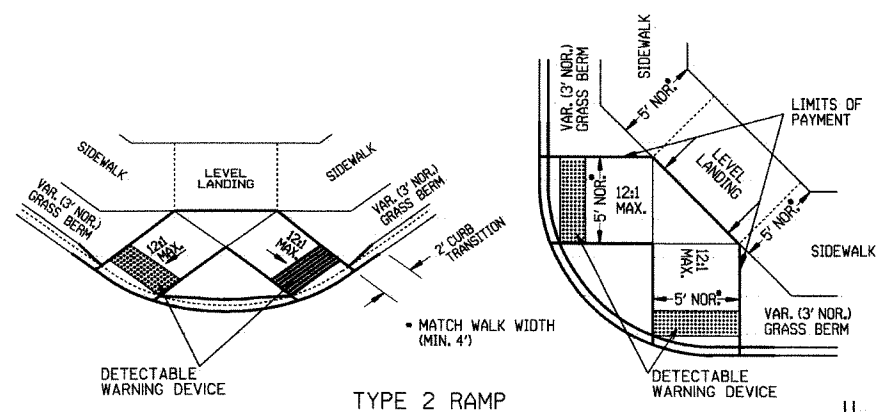 SIDEWALK
LEVEL
LANDING
SIDEWALK
VAR. (3' NOR.)
GRASS BERM
VAR. (3' NOR.)
GRASS BERM
12:1
MAX.
12:1
MAX.
2' CURB
TRANSITION
* MATCH WALK WIDTH
(MIN. 4')
DETECTABLE
WARNING DEVICE
TYPE 2 RAMP
VAR. (3' NOR.)
GRASS BERM
SIDEWALK
5' NOR.*
LIMITS OF
PAYMENT
LEVEL
LANDING
5' NOR.*
5' NOR.*
12:1
MAX.
12:1
MAX.
5' NOR.*
SIDEWALK
VAR. (3' NOR.)
GRASS BERM
DETECTABLE
WARNING DEVICE